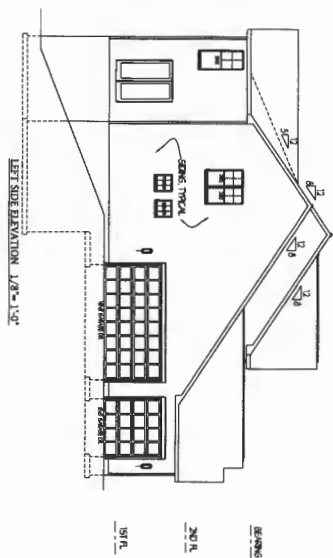 LEFT SIDE ELEVATION 1/8" = 1'-0"
SIDING, TYPICAL
12
5
12
8
12
8
12
8
BEARING
2ND FL.
1ST FL.